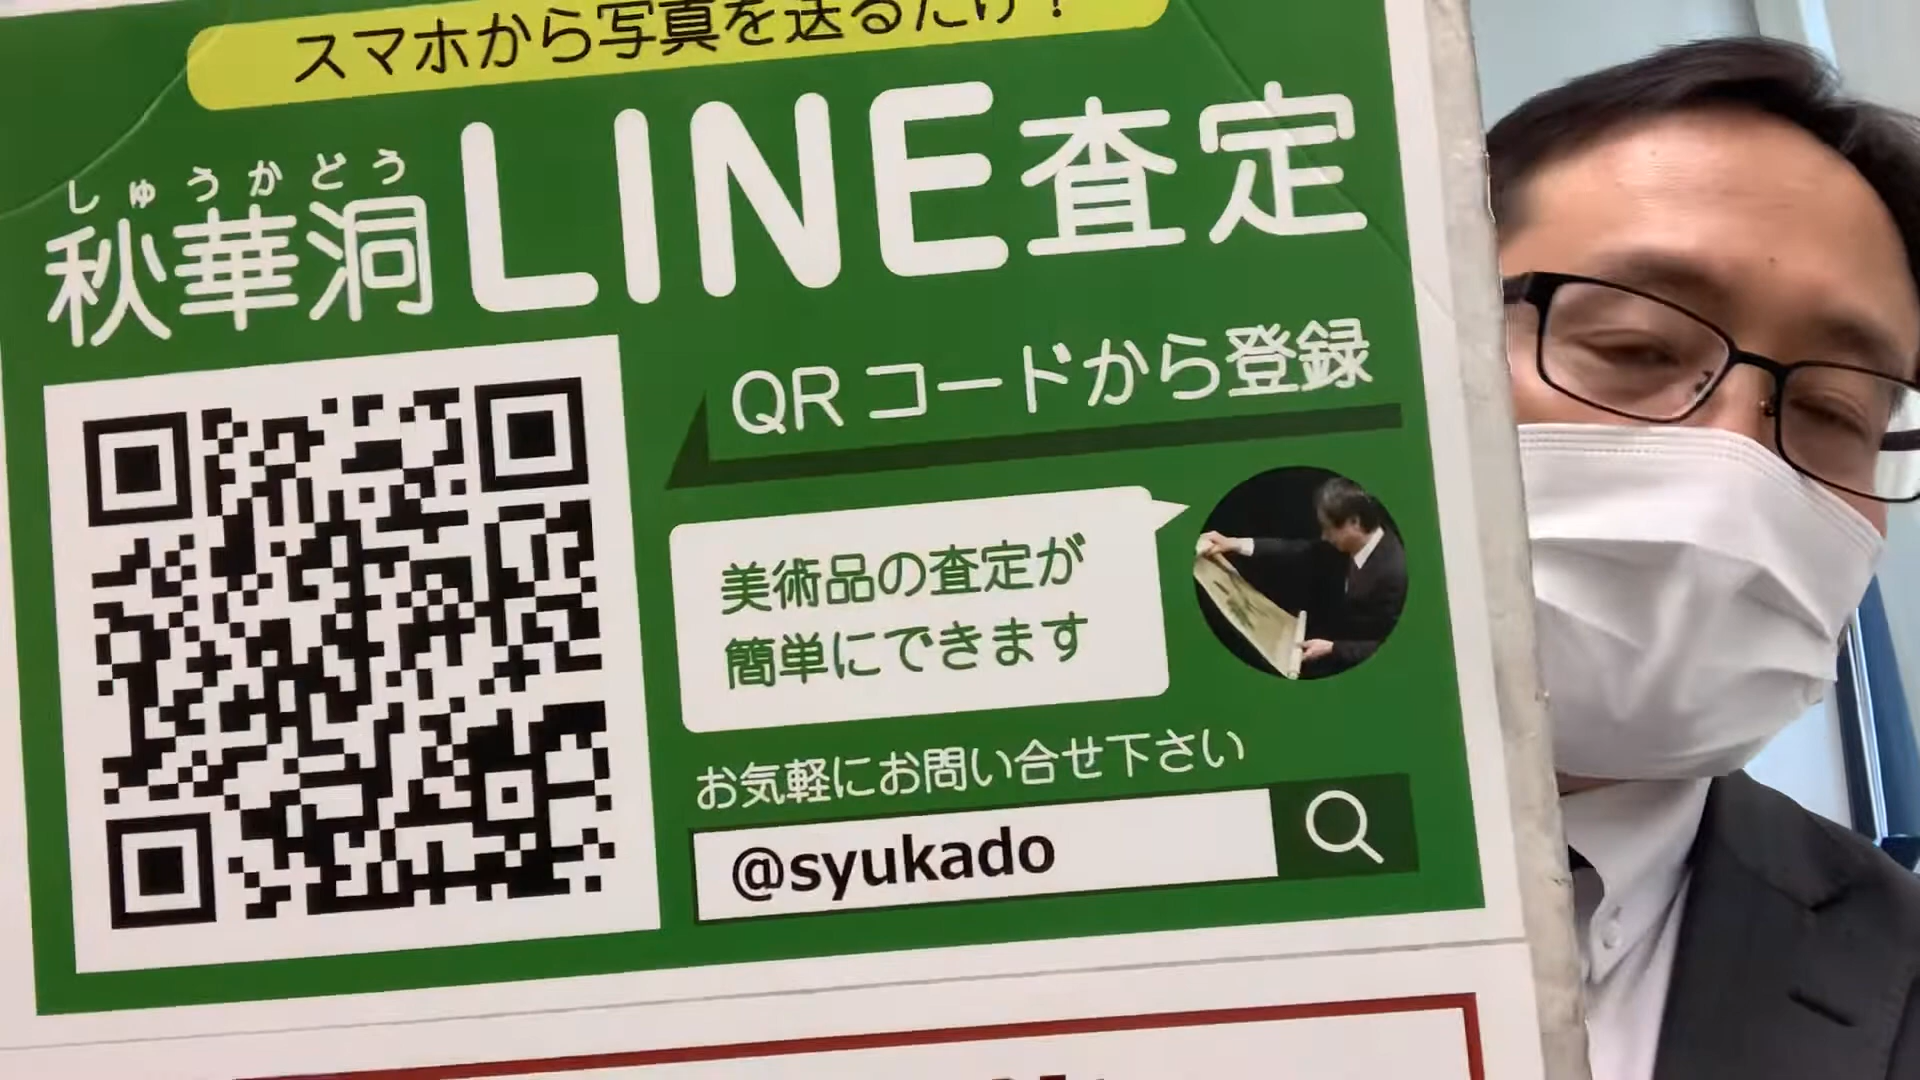 スマホから写真を送るだけ！
しゅうかどう
秋華洞LINE査定
QRコードから登録
美術品の査定が
簡単にできます
お気軽にお問い合せ下さい
@syukado